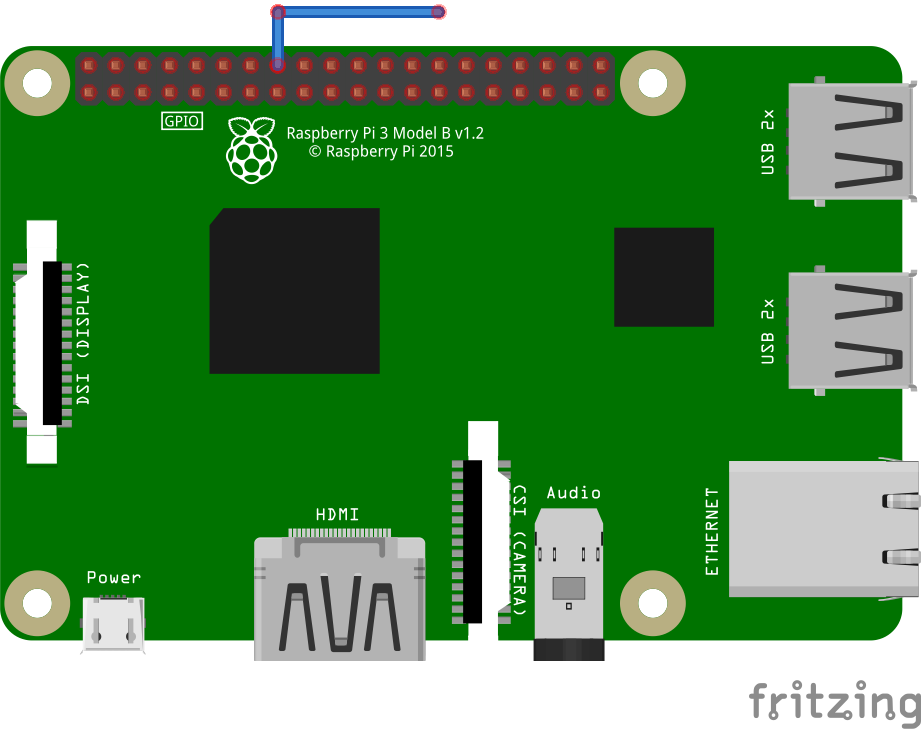 GPIO
Raspberry Pi 3 Model B v1.2
© Raspberry Pi 2015
USB 2x
DSI (DISPLAY)
USB 2x
CSI (CAMERA)
Audio
ETHERNET
HDMI
Power
fritzing